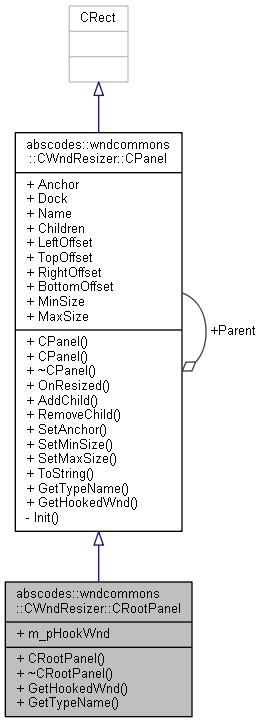 CRect
abscodes::wndcommons
::CWndResizer::CPanel
+ Anchor
+ Dock
+ Name
+ Children
+ LeftOffset
+ TopOffset
+ RightOffset
+ BottomOffset
+ MinSize
+ MaxSize
+ CPanel()
+ CPanel()
+ ~CPanel()
+ OnResized()
+ AddChild()
+ RemoveChild()
+ SetAnchor()
+ SetMinSize()
+ SetMaxSize()
+ ToString()
+ GetTypeName()
+ GetHookedWnd()
- Init()
+Parent
abscodes::wndcommons
::CWndResizer::CRootPanel
+ m_pHookWnd
+ CRootPanel()
+ ~CRootPanel()
+ GetHookedWnd()
+ GetTypeName()